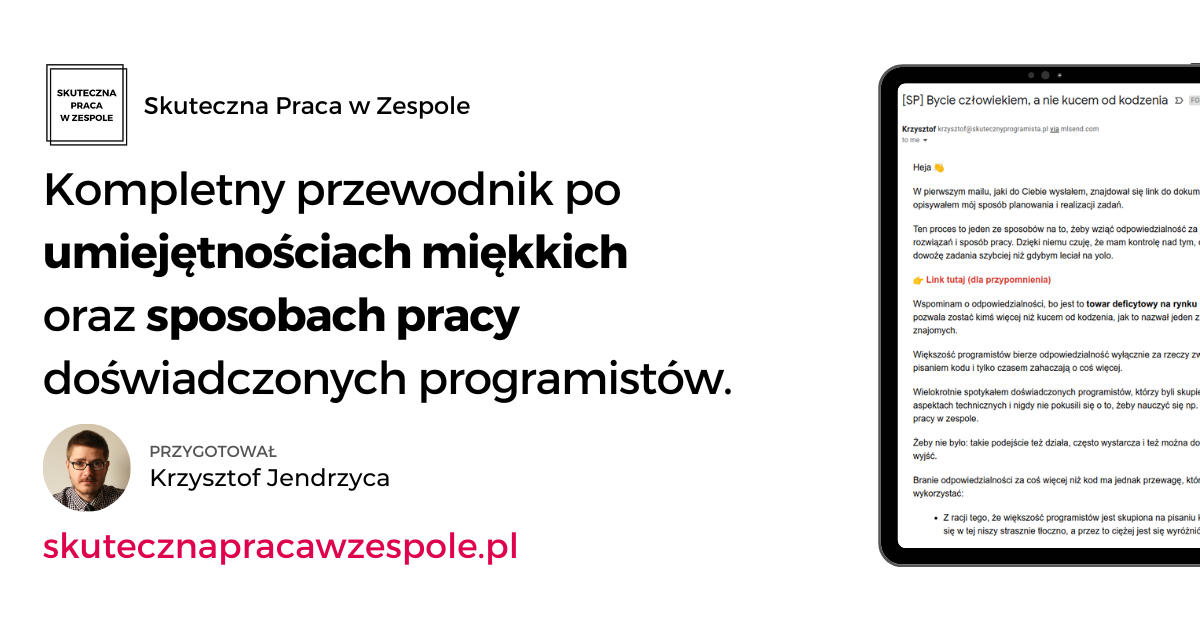 SKUTECZNA
PRACA
W ZESPOLE
Skuteczna Praca w Zespole
Kompletny przewodnik po
umiejętnościach miękkich
oraz sposobach pracy
doświadczonych programistów.
PRZYGOTOWAŁ
Krzysztof Jendrzyca
skutecznapracawzespole.pl
[SP] Bycie człowiekiem, a nie kucem od kodzenia
Krzysztof krzysztof@skutecznyprogramista.pl via mlsend.com
to me
Heja 👋
W pierwszym mailu, jaki do Ciebie wysłałem, znajdował się link do
opisywałem mój sposób planowania i realizacji zadań.
Ten proces to jeden ze sposobów na to, żeby wziąć odpowiedzialność za
rozwiązań i sposób pracy. Dzięki niemu czuję, że mam kontrolę nad tym,
dowożę zadania szybciej niż gdybym leciał na yolo.
👉 Link tutaj (dla przypomnienia)
Wspominam o odpowiedzialności, bo jest to towar deficytowy na rynku
pozwala zostać kimś więcej niż kucem od kodzenia, jak to nazwał jeden z
znajomych.
Większość programistów bierze odpowiedzialność wyłącznie za rzeczy
pisaniem kodu i tylko czasem zahaczają o coś więcej.
Wielokrotnie spotykałem doświadczonych programistów, którzy byli
aspektach technicznych i nigdy nie pokusili się o to, żeby nauczyć się np.
pracy w zespole.
Żeby nie było: takie podejście też działa, często wystarcza i też można
wyjść.
Branie odpowiedzialności za coś więcej niż kod ma jednak przewagę,
wykorzystać:
• Z racji tego, że większość programistów jest skupiona na pisaniu
się w tej niszy strasznie tłoczno, a przez to ciężej jest się